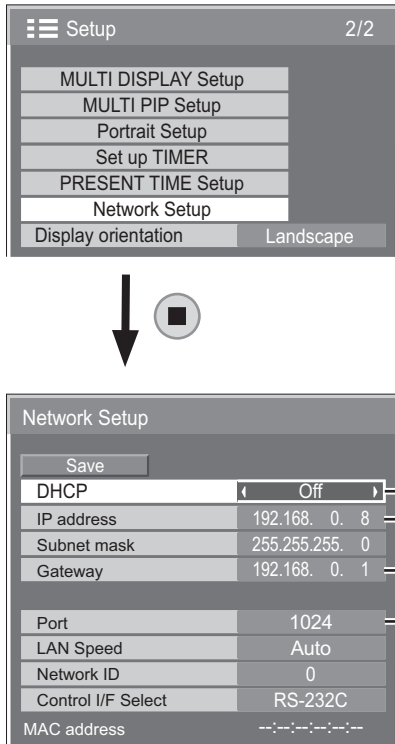 Setup 2/2
MULTI DISPLAY Setup
MULTI PIP Setup
Portrait Setup
Set up TIMER
PRESENT TIME Setup
Network Setup
Display orientation Landscape
Network Setup
Save
DHCP Off
IP address 192.168. 0. 8
Subnet mask 255.255.255. 0
Gateway 192.168. 0. 1
Port 1024
LAN Speed Auto
Network ID 0
Control I/F Select RS-232C
MAC address --:--:--:--:--:--